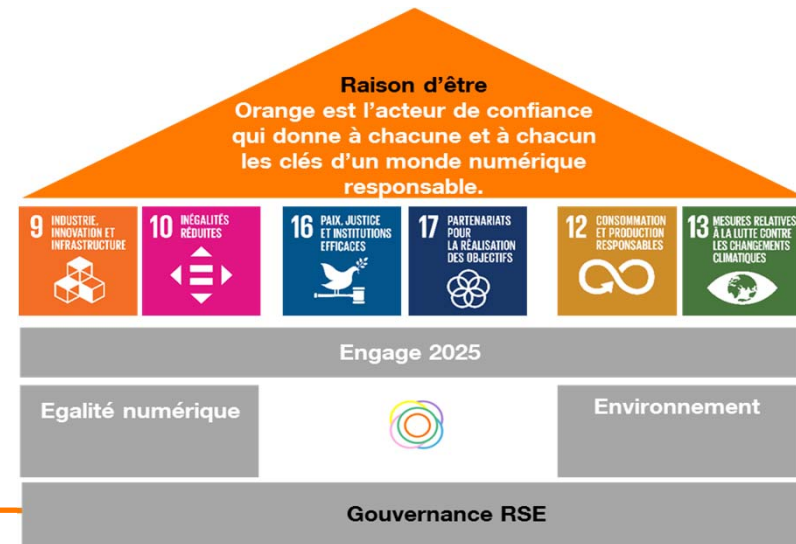 Raison d'être
Orange est l'acteur de confiance
qui donne à chacune et à chacun
les clés d'un monde numérique
responsable.
9 INDUSTRIE,
INNOVATION ET
INFRASTRUCTURE
10 INÉGALITÉS
RÉDUITES
16 PAIX, JUSTICE
ET INSTITUTIONS
EFFICACES
17 PARTENARIATS
POUR
LA RÉALISATION
DES OBJECTIFS
12 CONSOMMATION
ET PRODUCTION
RESPONSABLES
13 MESURES RELATIVES
À LA LUTTE CONTRE
LES CHANGEMENTS
CLIMATIQUES
Engage 2025
Egalité numérique
Environnement
Gouvernance RSE